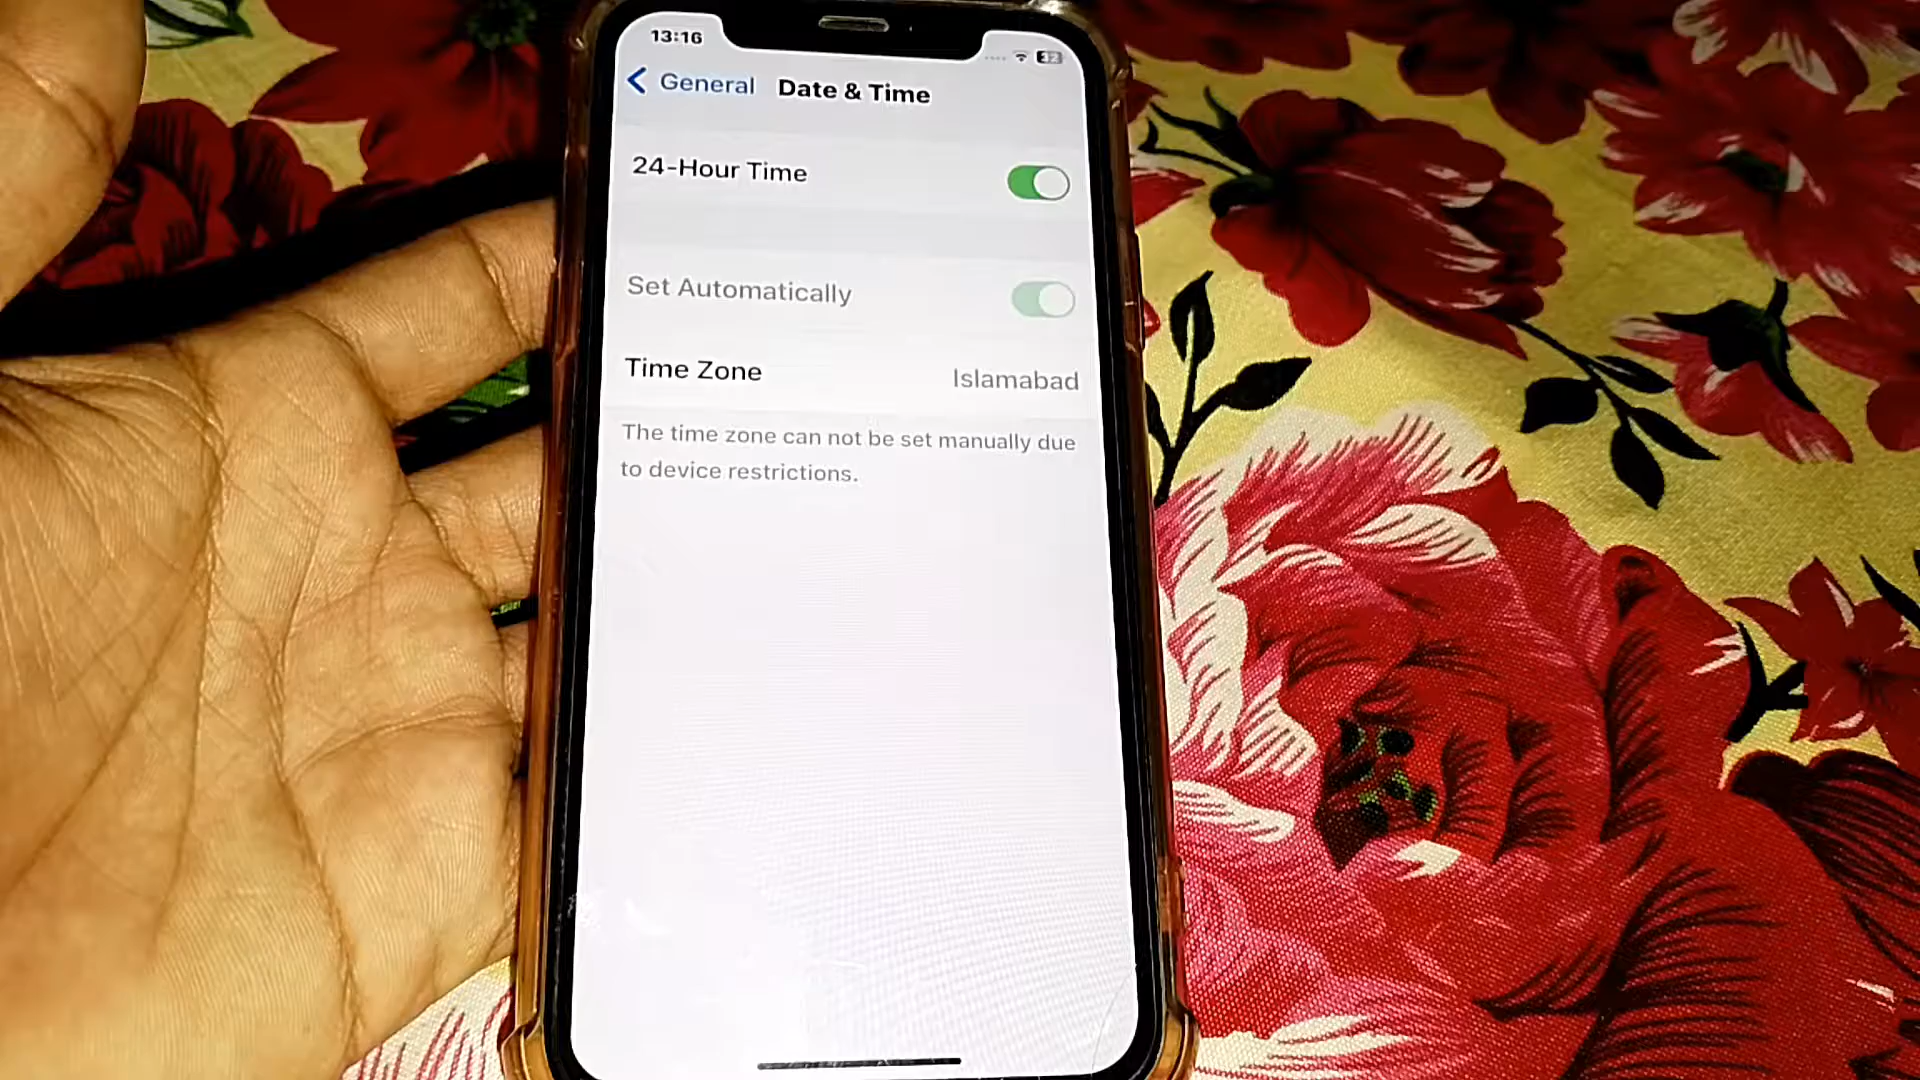 13:16
32
General
Date & Time
24-Hour Time
Set Automatically
Time Zone
Islamabad
The time zone can not be set manually due
to device restrictions.